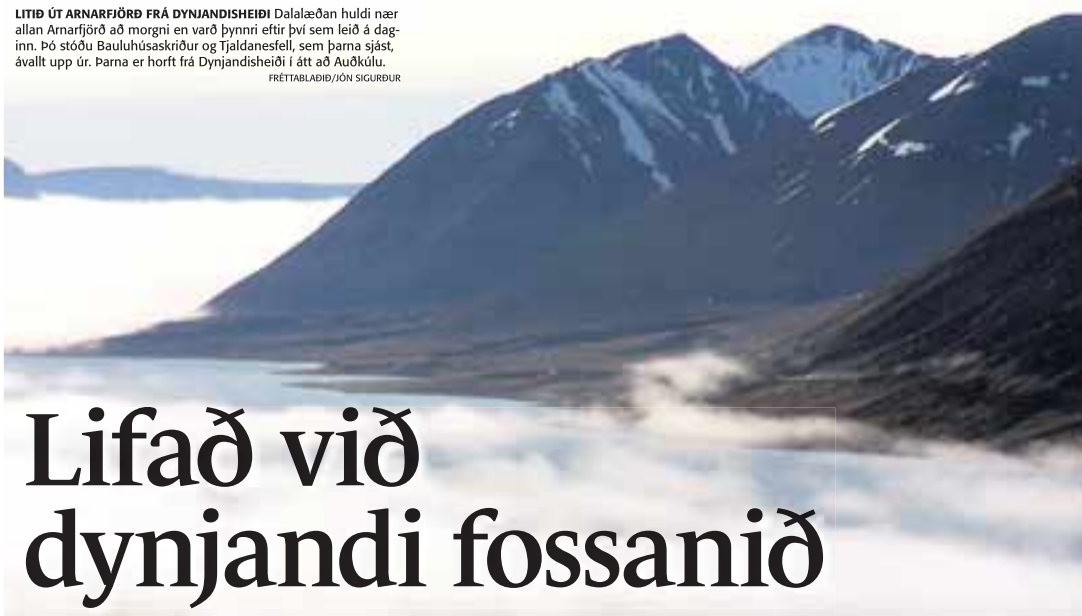 LITIÐ ÚT ARNARFJÖRÐ FRÁ DYNJANDISHEIÐI Dalalæðan huldi nær
allan Arnarfjörð að morgni en varð þynnri eftir því sem leið á dag-
inn. Þó stóðu Bauluhúsaskriður og Tjaldanesfell, sem þarna sjást,
ávallt upp úr. Þarna er horft frá Dynjandisheiði í átt að Auðkúlu.
FRÉTTABLAÐIÐ/JÓN SIGURÐUR
Lifað við
dynjandi fossanið